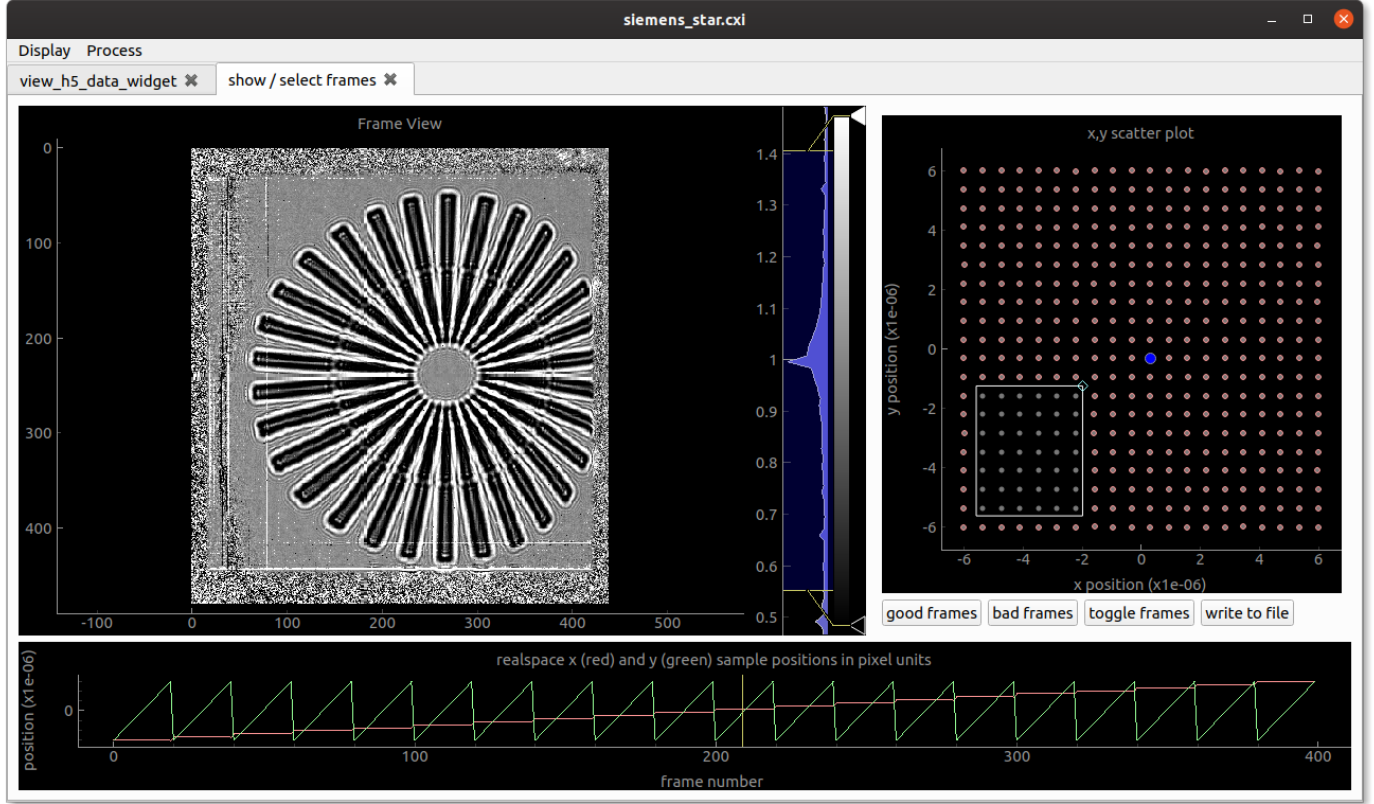 siemens_star.cxi
Display Process
view_h5_data_widget show / select frames
Frame View
0
100
200
300
400
-100 0 100 200 300 400 500
1.4
1.3
1.2
1.1
1
0.9
0.8
0.7
0.6
0.5
x,y scatter plot
y position (x1e-06)
6
4
2
0
-2
-4
-6
-6 -4 -2 0 2 4 6
x position (x1e-06)
good frames bad frames toggle frames write to file
realspace x (red) and y (green) sample positions in pixel units
position (x1e-06)
0
0 100 200 300 400
frame number